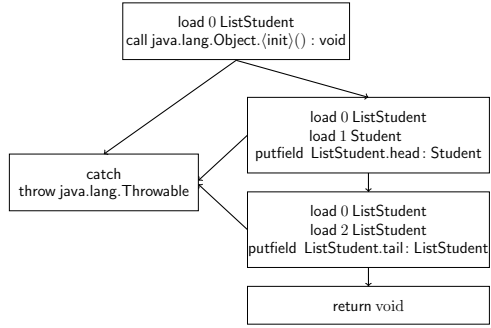 load 0 ListStudent
call java.lang.Object.⟨init⟩() : void
load 0 ListStudent
load 1 Student
putfield ListStudent.head : Student
catch
throw java.lang.Throwable
load 0 ListStudent
load 2 ListStudent
putfield ListStudent.tail : ListStudent
return void